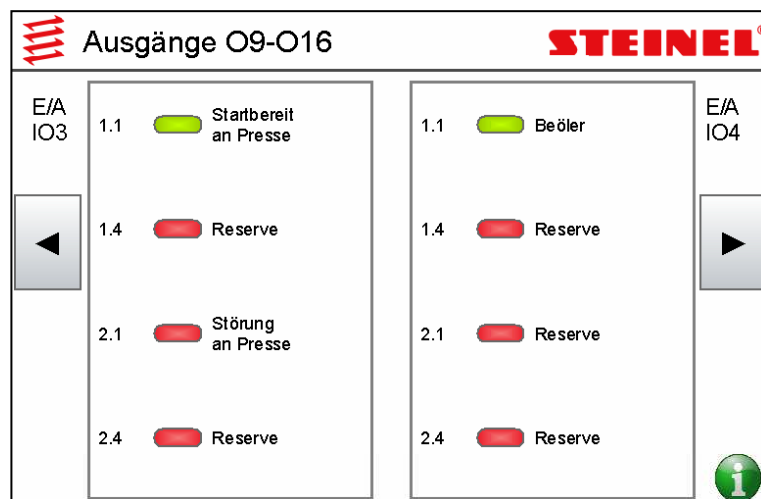 Ausgänge O9-O16
STEINEL®
E/A
IO3
1.1 Startbereit
an Presse
1.4 Reserve
2.1 Störung
an Presse
2.4 Reserve
1.1 Beöler
1.4 Reserve
2.1 Reserve
2.4 Reserve
E/A
IO4
i